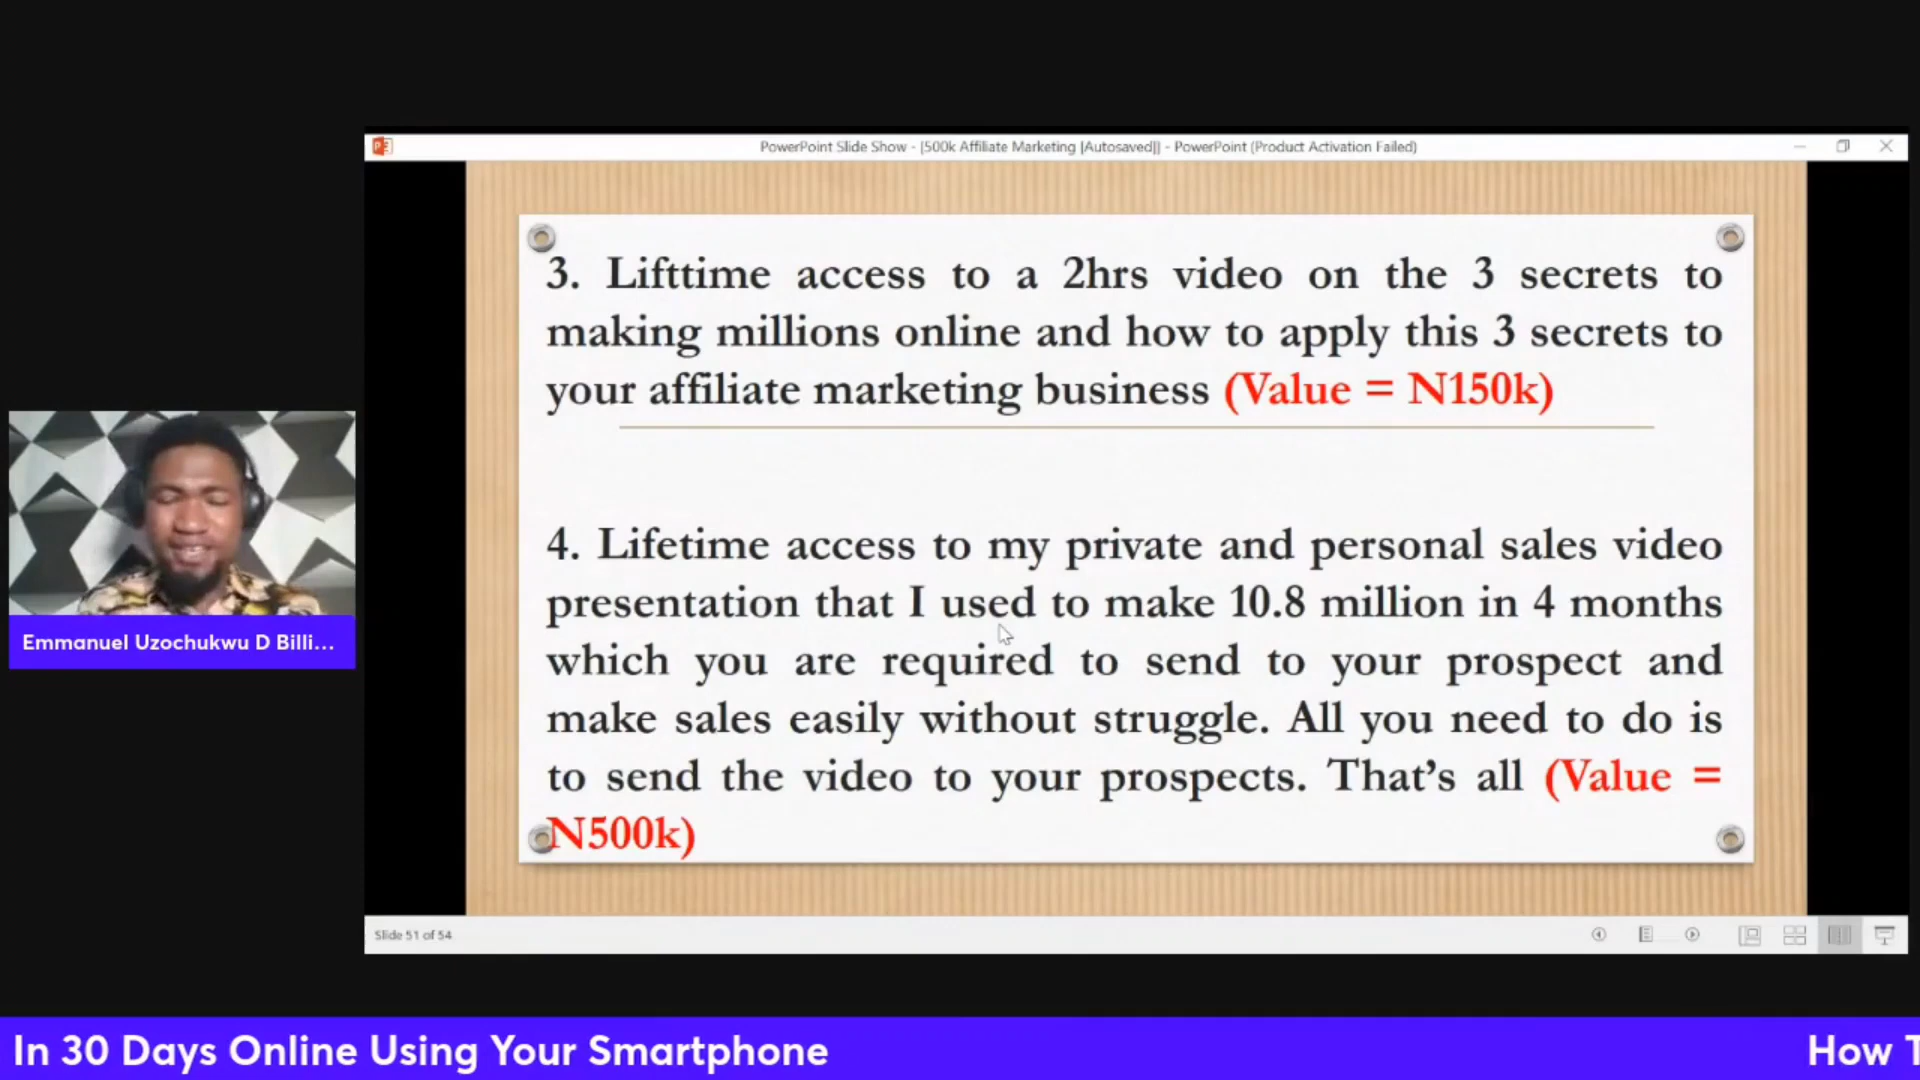 PowerPoint Slide Show - [500k Affiliate Marketing [Autosaved]] - PowerPoint (Product Activation Failed)
3. Lifttime access to a 2hrs video on the 3 secrets to
making millions online and how to apply this 3 secrets to
your affiliate marketing business (Value = N150k)
4. Lifetime access to my private and personal sales video
presentation that I used to make 10.8 million in 4 months
which you are required to send to your prospect and
make sales easily without struggle. All you need to do is
to send the video to your prospects. That's all (Value =
N500k)
Emmanuel Uzochukwu D Billi...
Slide 51 of 54
In 30 Days Online Using Your Smartphone
How